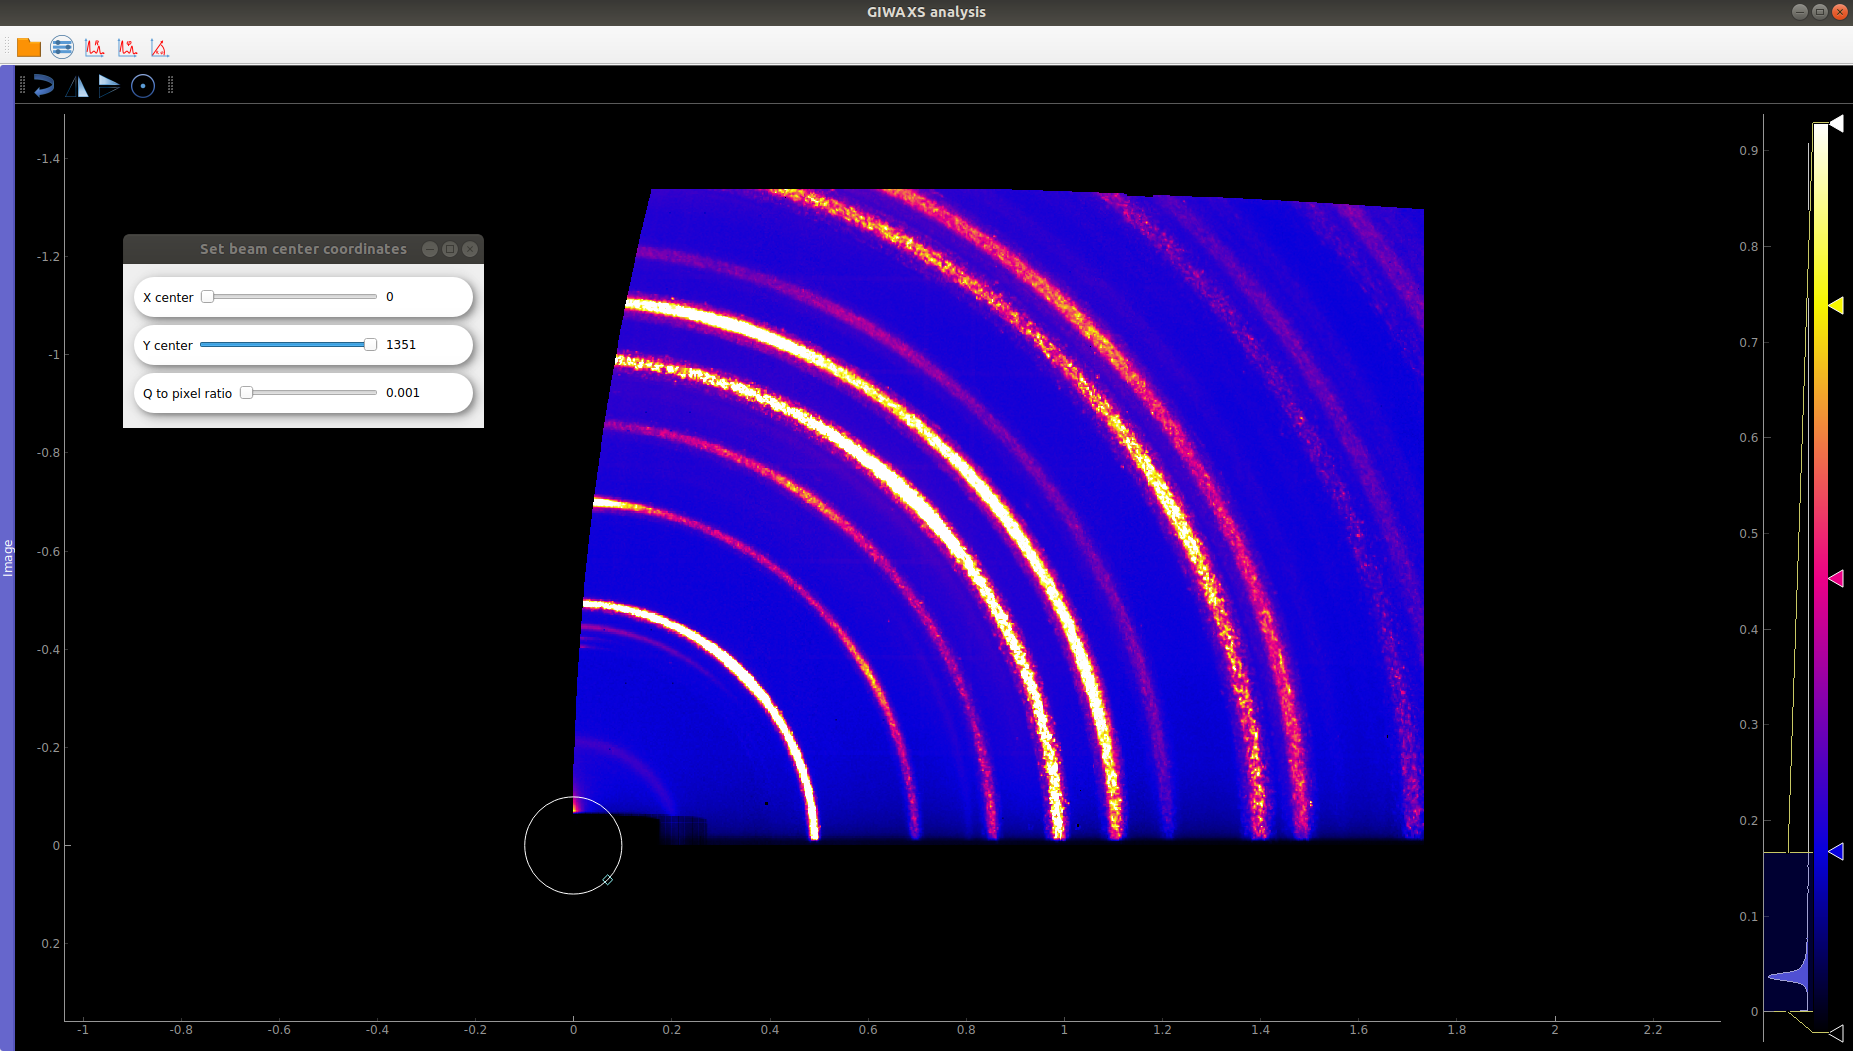 GIWAXS analysis
Image
Set beam center coordinates
X center 0
Y center 1351
Q to pixel ratio 0.001
-1.4
-1.2
-1
-0.8
-0.6
-0.4
-0.2
0
0.2
-1 -0.8 -0.6 -0.4 -0.2 0 0.2 0.4 0.6 0.8 1 1.2 1.4 1.6 1.8 2 2.2
0.9
0.8
0.7
0.6
0.5
0.4
0.3
0.2
0.1
0